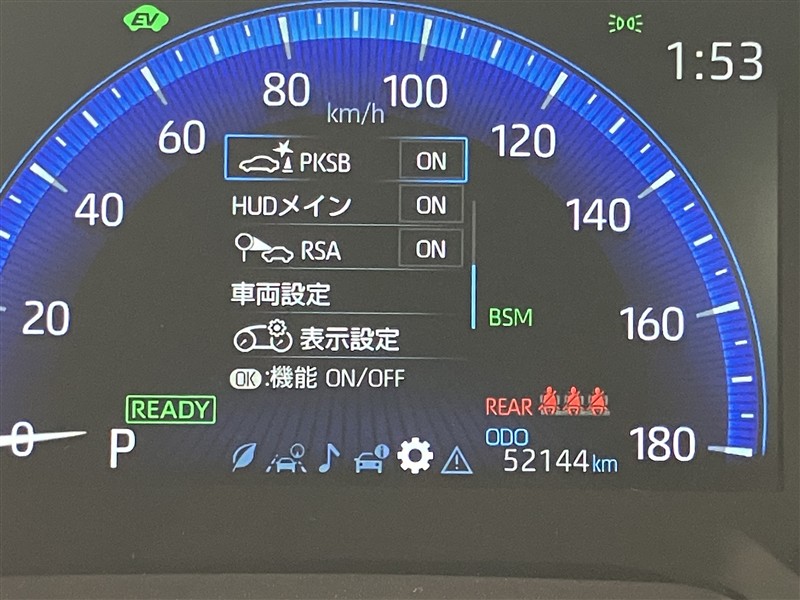 EV
1:53
80
100
km/h
60
120
PKSB ON
40
HUDメイン ON
140
RSA ON
車両設定
20
BSM
160
表示設定
OK:機能 ON/OFF
READY
REAR
0
P
ODO
180
52144km